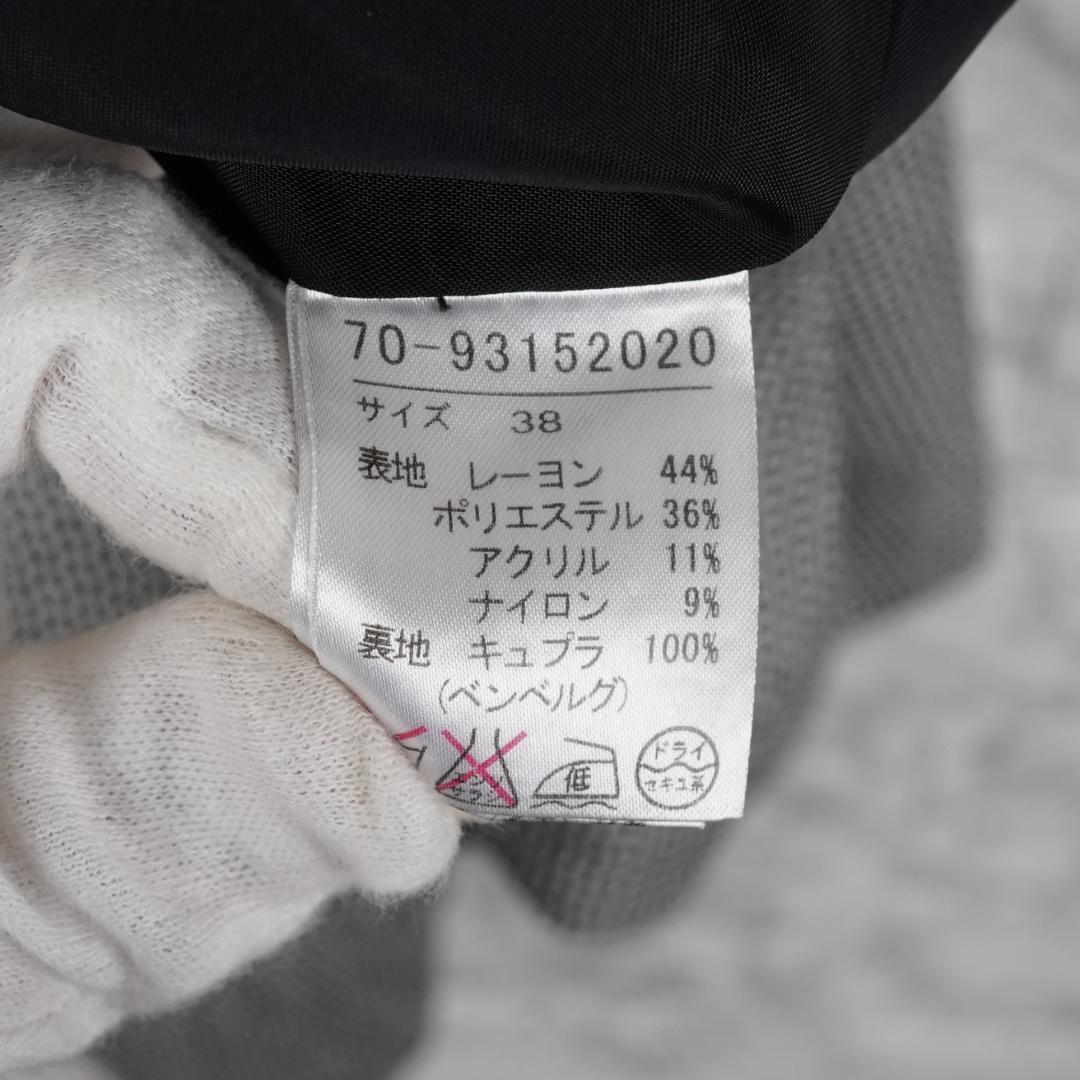 70-93152020
サイズ 38
表地 レーヨン 44%
ポリエステル 36%
アクリル 11%
ナイロン 9%
裏地 キュプラ 100%
(ベンベルグ)
低
ドライ
セキユ系